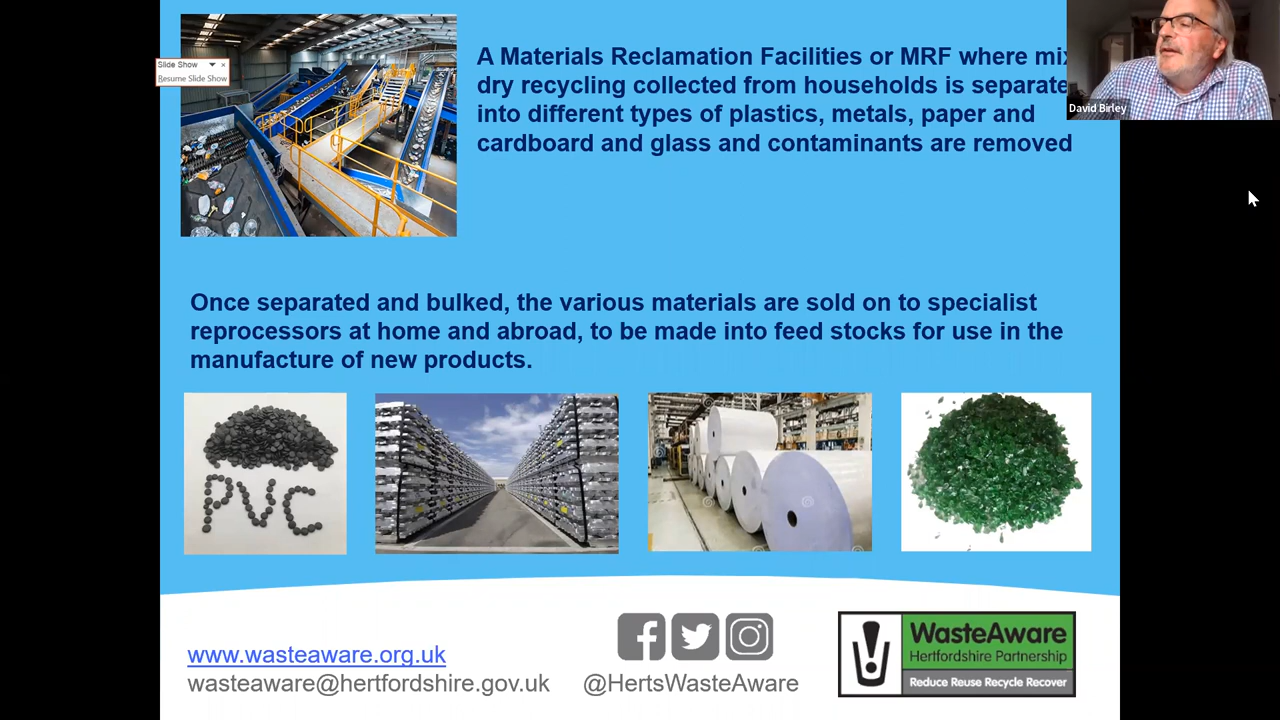 Slide Show
Resume Slide Show
A Materials Reclamation Facilities or MRF where mix
dry recycling collected from households is separate
into different types of plastics, metals, paper and
cardboard and glass and contaminants are removed
David Birley
Once separated and bulked, the various materials are sold on to specialist
reprocessors at home and abroad, to be made into feed stocks for use in the
manufacture of new products.
PVC
www.wasteaware.org.uk
wasteaware@hertfordshire.gov.uk
@HertsWasteAware
WasteAware
Hertfordshire Partnership
Reduce Reuse Recycle Recover